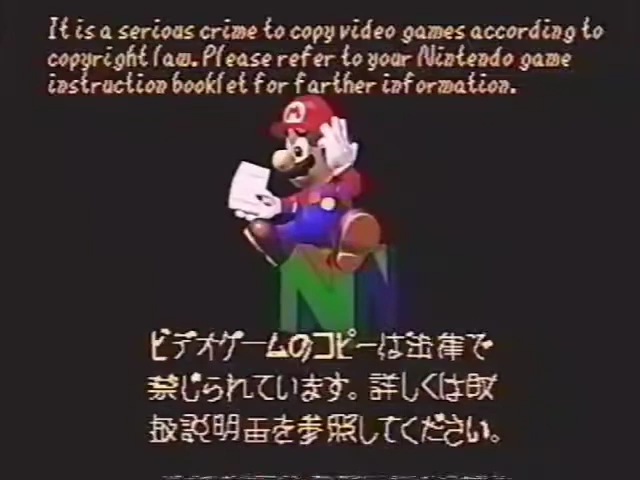 It is a serious crime to copy video games according to
copyright law. Please refer to your Nintendo game
instruction booklet for farther information.
M
N
ビデオゲームのコピーは法律で
禁じられています。詳しくは取
扱説明書を参照してください。